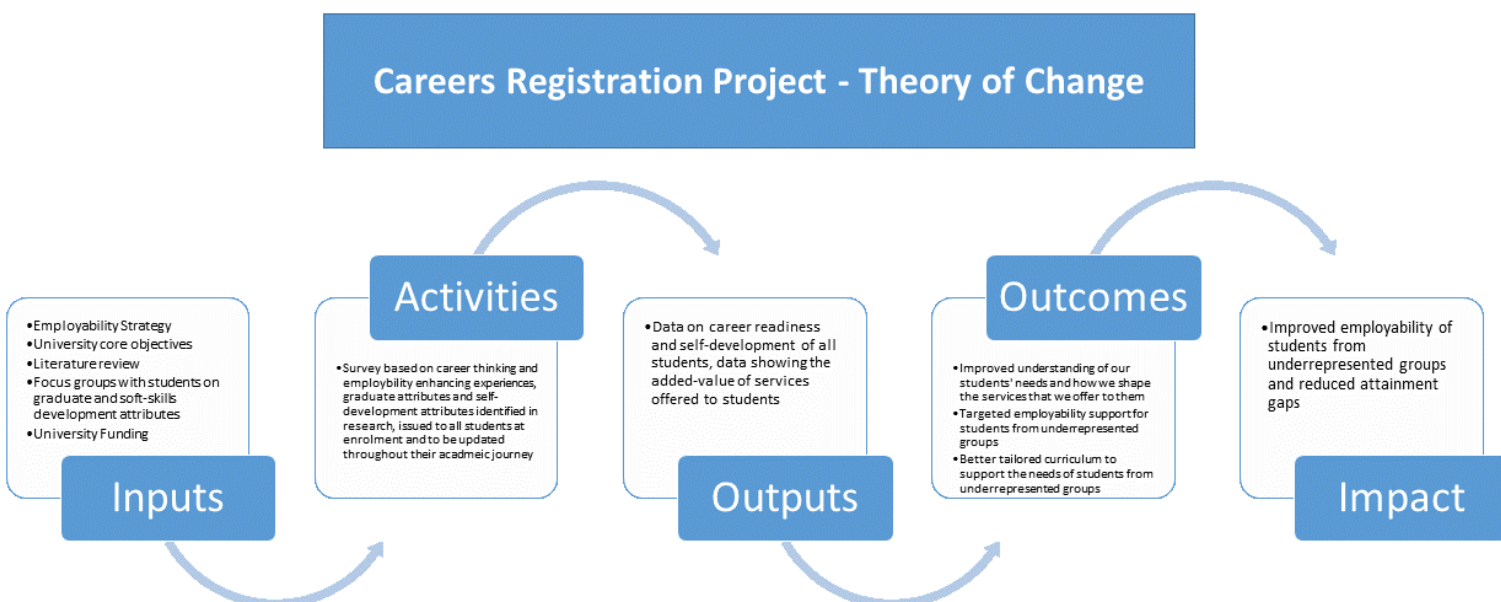 Careers Registration Project - Theory of Change
•Employability Strategy
•University core objectives
•Literature review
•Focus groups with students on
graduate and soft-skills
development attributes
•University Funding
Inputs
Activities
•Survey based on career thinking and
employbility enhancing experiences,
graduate attributes and self-
development attributes identified in
research, issued to all students at
enrolment and to be updated
throughout their acadmeic journey
•Data on career readiness
and self-development of all
students, data showing the
added-value of services
offered to students
Outputs
Outcomes
•Improved understanding of our
students' needs and how we shape
the services that we offer to them
•Targeted employability support for
students from underrepresented
groups
•Better tailored curriculum to
support the needs of students from
underrepresented groups
•Improved employability of
students from
underrepresented groups
and reduced attainment
gaps
Impact